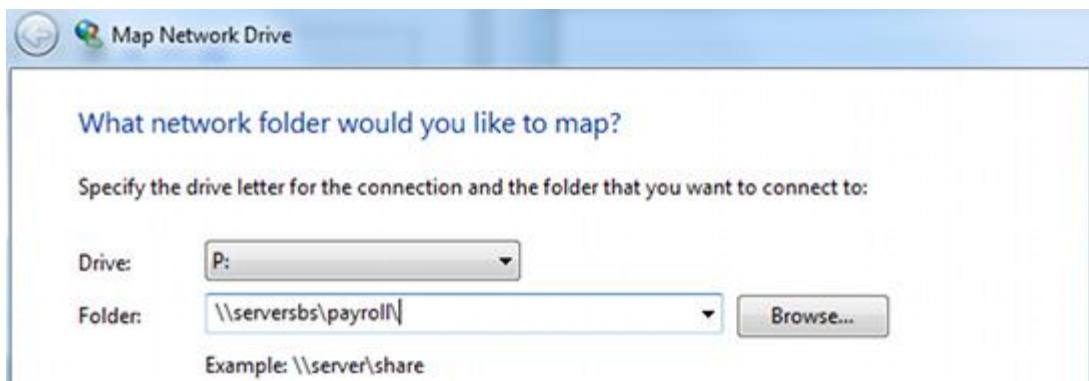 Map Network Drive
What network folder would you like to map?
Specify the drive letter for the connection and the folder that you want to connect to:
Drive: P:
Folder: \\serversbs\payroll\ Browse...
Example: \\server\share